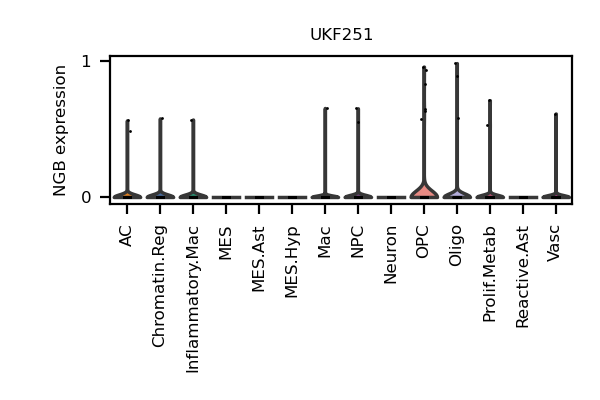 UKF251
NGB expression
1
0
AC
Chromatin.Reg
Inflammatory.Mac
MES
MES.Ast
MES.Hyp
Mac
NPC
Neuron
OPC
Oligo
Prolif.Metab
Reactive.Ast
Vasc